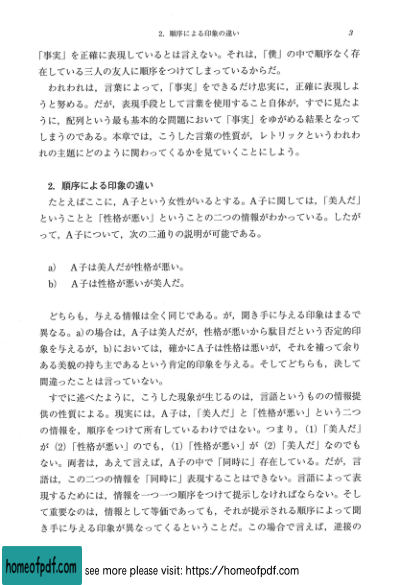 2. 順序による印象の違い 3
「事実」を正確に表現しているとは言えない。それは,「僕」の中で順序なく存
在している三人の友人に順序をつけてしまっているからだ。
われわれは,言葉によって,「事実」をできるだけ忠実に,正確に表現しよ
うと努める。だが,表現手段として言葉を使用すること自体が,すでに見たよ
うに,配列という最も基本的な問題において「事実」をゆがめる結果となって
しまうのである。本章では,こうした言葉の性質が,レトリックというわれわ
れの主題にどのように関わってくるかを見ていくことにしよう。
2. 順序による印象の違い
たとえばここに,A子という女性がいるとする。A子に関しては,「美人だ」
ということと「性格が悪い」ということの二つの情報がわかっている。したが
って,A子について,次の二通りの説明が可能である。
a) A子は美人だが性格が悪い。
b) A子は性格が悪いが美人だ。
どちらも,与える情報は全く同じである。が,聞き手に与える印象はまるで
異なる。a)の場合は,A子は美人だが,性格が悪いから駄目だという否定的印
象を与えるが,b)においては,確かにA子は性格は悪いが,それを補って余り
ある美貌の持ち主であるという肯定的印象を与える。そしてどちらも,決して
間違ったことは言っていない。
すでに述べたように,こうした現象が生じるのは,言語というものの情報提
供の性質による。現実には,A子は,「美人だ」と「性格が悪い」という二つ
の情報を,順序をつけて所有しているわけではない。つまり,(1)「美人だ」
が (2)「性格が悪い」のでも,(1)「性格が悪い」が (2)「美人だ」なのでも
ない。両者は,あえて言えば,A子の中で「同時に」存在している。だが,言
語は,この二つの情報を「同時に」表現することはできない。言語によって表
現するためには,情報を一つ一つ順序をつけて提示しなければならない。そし
て重要なのは,情報として等価であっても,それが提示される順序によって聞
き手に与える印象が異なってくるということだ。この場合で言えば,逆接の
homeofpdf.com see more please visit: https://homeofpdf.com